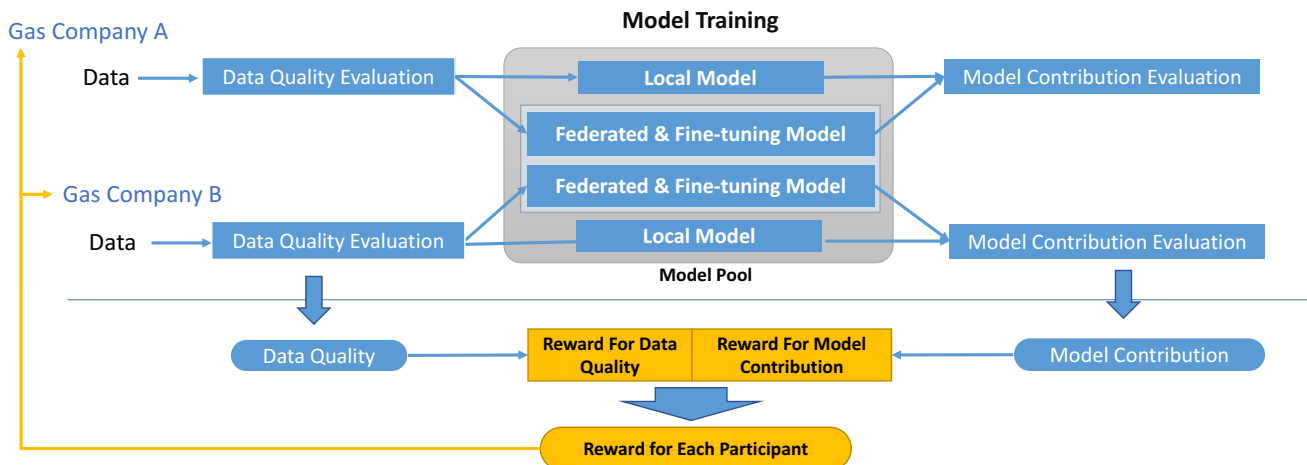 Model Training
Gas Company A
Data
Data Quality Evaluation
Local Model
Model Contribution Evaluation
Federated & Fine-tuning Model
Federated & Fine-tuning Model
Gas Company B
Data
Data Quality Evaluation
Local Model
Model Contribution Evaluation
Model Pool
Data Quality
Reward For Data
Quality
Reward For Model
Contribution
Model Contribution
Reward for Each Participant